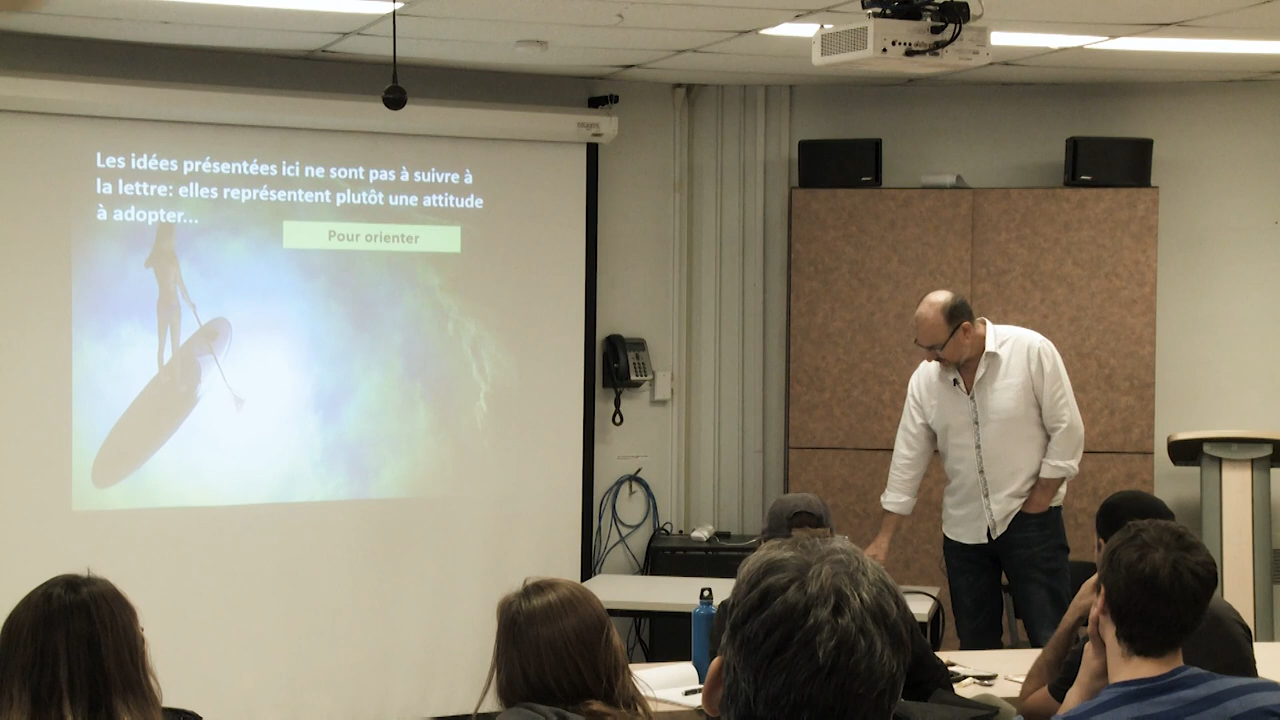 Les idées présentées ici ne sont pas à suivre à
la lettre: elles représentent plutôt une attitude
à adopter...
Pour orienter